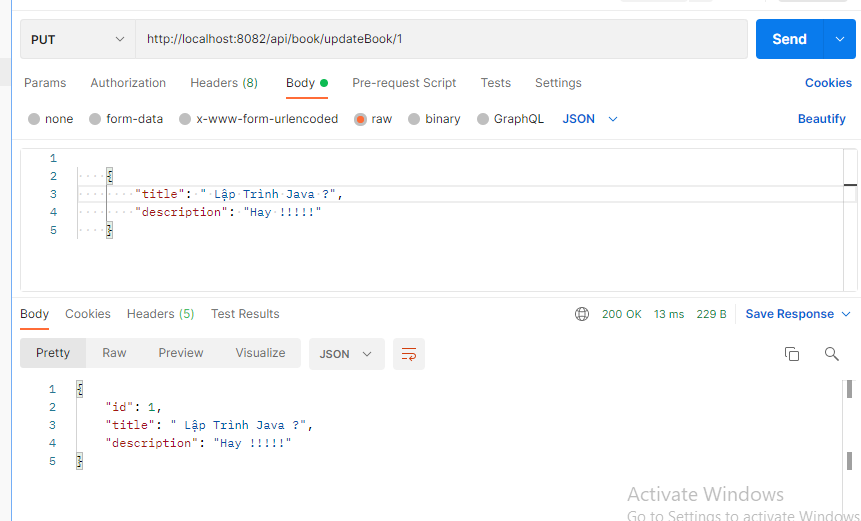 PUT http://localhost:8082/api/book/updateBook/1 Send
Params Authorization Headers (8) Body Pre-request Script Tests Settings Cookies
none form-data x-www-form-urlencoded raw binary GraphQL JSON Beautify
1
2 {
3 "title": " Lập Trình Java ?",
4 "description": "Hay !!!!!"
5 }
Body Cookies Headers (5) Test Results 200 OK 13 ms 229 B Save Response
Pretty Raw Preview Visualize JSON
1 {
2 "id": 1,
3 "title": " Lập Trình Java ?",
4 "description": "Hay !!!!!"
5 }
Activate Windows
Go to Settings to activate Windows